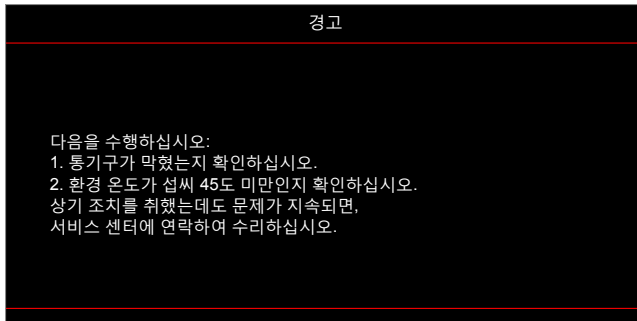 경고
다음을 수행하십시오:
1. 통기구가 막혔는지 확인하십시오.
2. 환경 온도가 섭씨 45도 미만인지 확인하십시오.
상기 조치를 취했는데도 문제가 지속되면,
서비스 센터에 연락하여 수리하십시오.